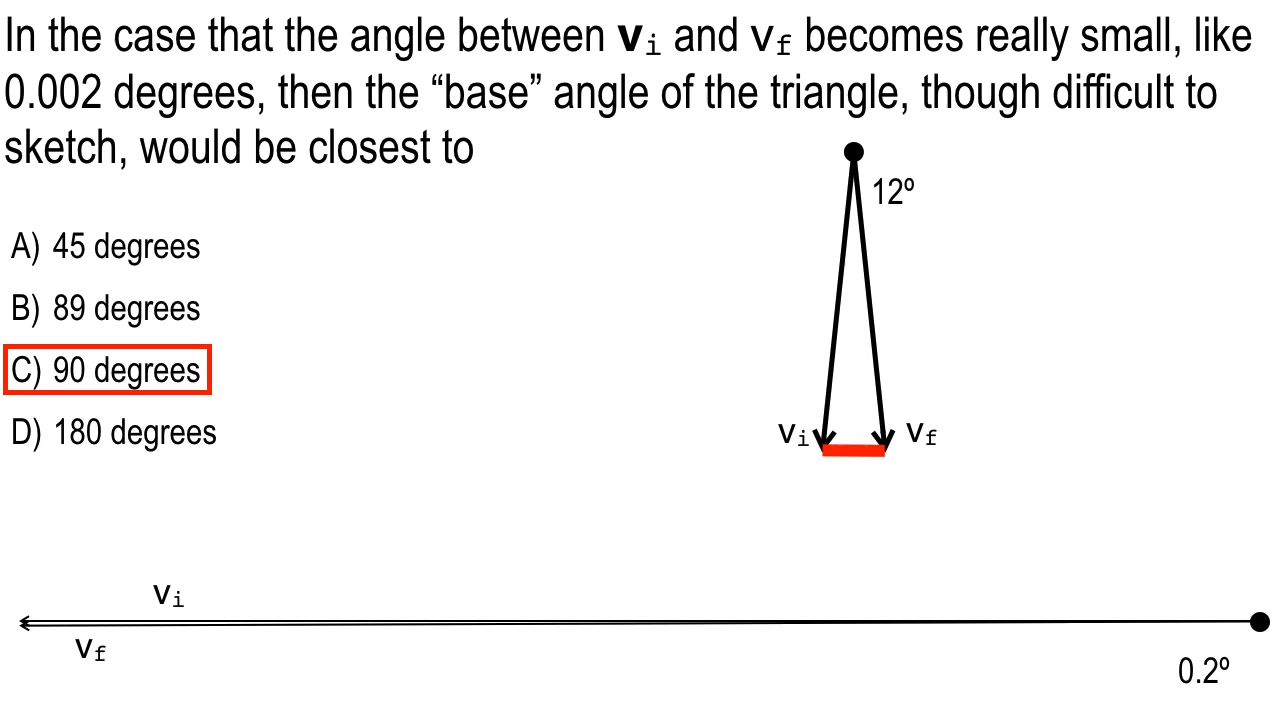 In the case that the angle between vi and vf becomes really small, like
0.002 degrees, then the “base” angle of the triangle, though difficult to
sketch, would be closest to
12º
A) 45 degrees
B) 89 degrees
C) 90 degrees
D) 180 degrees
vi
vf
vi
vf
0.2º